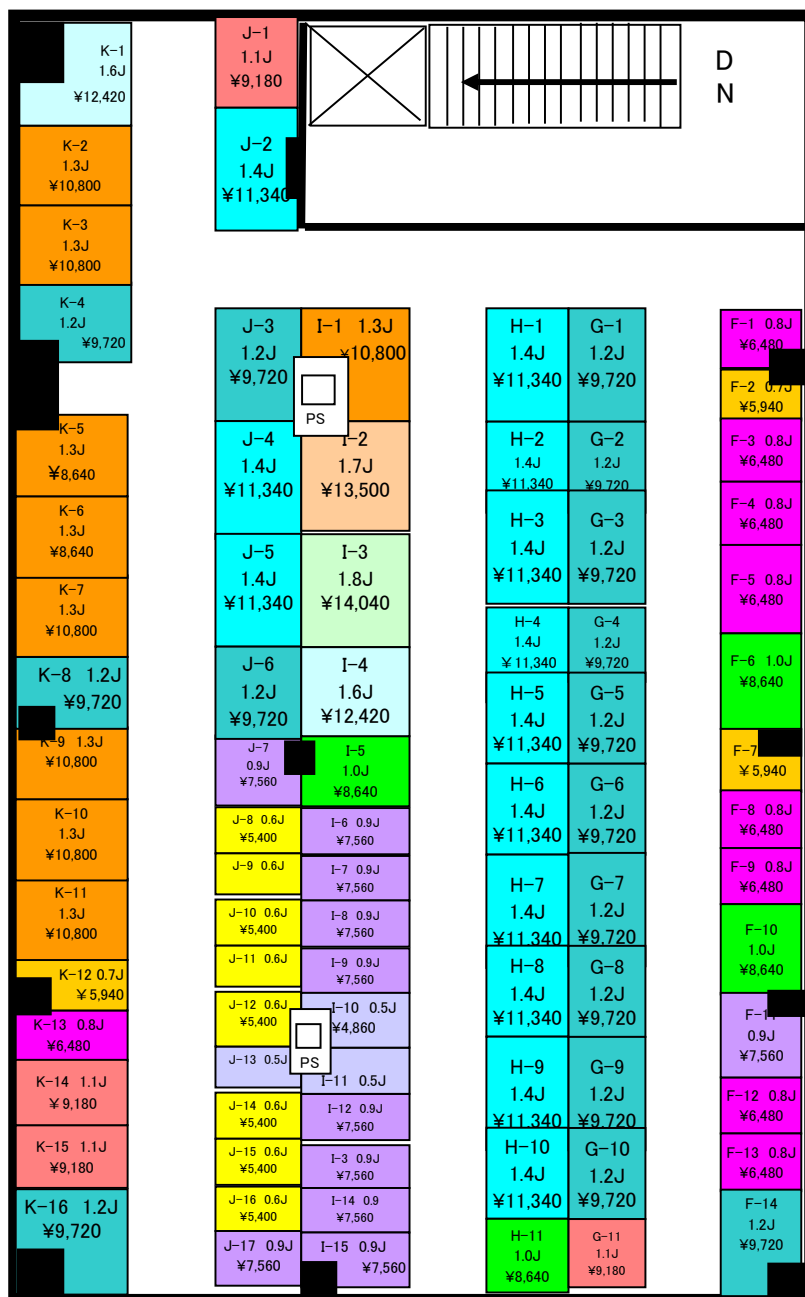 K-1
1.6J
¥12,420
K-2
1.3J
¥10,800
K-3
1.3J
¥10,800
K-4
1.2J
¥9,720
K-5
1.3J
¥8,640
K-6
1.3J
¥8,640
K-7
1.3J
¥10,800
K-8 1.2J
¥9,720
K-9 1.3J
¥10,800
K-10
1.3J
¥10,800
K-11
1.3J
¥10,800
K-12 0.7J
¥5,940
K-13 0.8J
¥6,480
K-14 1.1J
¥9,180
K-15 1.1J
¥9,180
K-16 1.2J
¥9,720
J-1
1.1J
¥9,180
J-2
1.4J
¥11,340
J-3
1.2J
¥9,720
J-4
1.4J
¥11,340
J-5
1.4J
¥11,340
J-6
1.2J
¥9,720
J-7
0.9J
¥7,560
J-8 0.6J
¥5,400
J-9 0.6J
J-10 0.6J
¥5,400
J-11 0.6J
J-12 0.6J
¥5,400
J-13 0.5J
J-14 0.6J
¥5,400
J-15 0.6J
¥5,400
J-16 0.6J
¥5,400
J-17 0.9J
¥7,560
I-1 1.3J
¥10,800
PS
I-2
1.7J
¥13,500
I-3
1.8J
¥14,040
I-4
1.6J
¥12,420
I-5
1.0J
¥8,640
I-6 0.9J
¥7,560
I-7 0.9J
¥7,560
I-8 0.9J
¥7,560
I-9 0.9J
¥7,560
I-10 0.5J
¥4,860
PS
I-11 0.5J
I-12 0.9J
¥7,560
I-3 0.9J
¥7,560
I-14 0.9
¥7,560
I-15 0.9J
¥7,560
D
N
H-1
1.4J
¥11,340
H-2
1.4J
¥11,340
H-3
1.4J
¥11,340
H-4
1.4J
¥11,340
H-5
1.4J
¥11,340
H-6
1.4J
¥11,340
H-7
1.4J
¥11,340
H-8
1.4J
¥11,340
H-9
1.4J
¥11,340
H-10
1.4J
¥11,340
H-11
1.0J
¥8,640
G-1
1.2J
¥9,720
G-2
1.2J
¥9,720
G-3
1.2J
¥9,720
G-4
1.2J
¥9,720
G-5
1.2J
¥9,720
G-6
1.2J
¥9,720
G-7
1.2J
¥9,720
G-8
1.2J
¥9,720
G-9
1.2J
¥9,720
G-10
1.2J
¥9,720
G-11
1.1J
¥9,180
F-1 0.8J
¥6,480
F-2 0.7J
¥5,940
F-3 0.8J
¥6,480
F-4 0.8J
¥6,480
F-5 0.8J
¥6,480
F-6 1.0J
¥8,640
F-7
¥5,940
F-8 0.8J
¥6,480
F-9 0.8J
¥6,480
F-10
1.0J
¥8,640
F-11
0.9J
¥7,560
F-12 0.8J
¥6,480
F-13 0.8J
¥6,480
F-14
1.2J
¥9,720